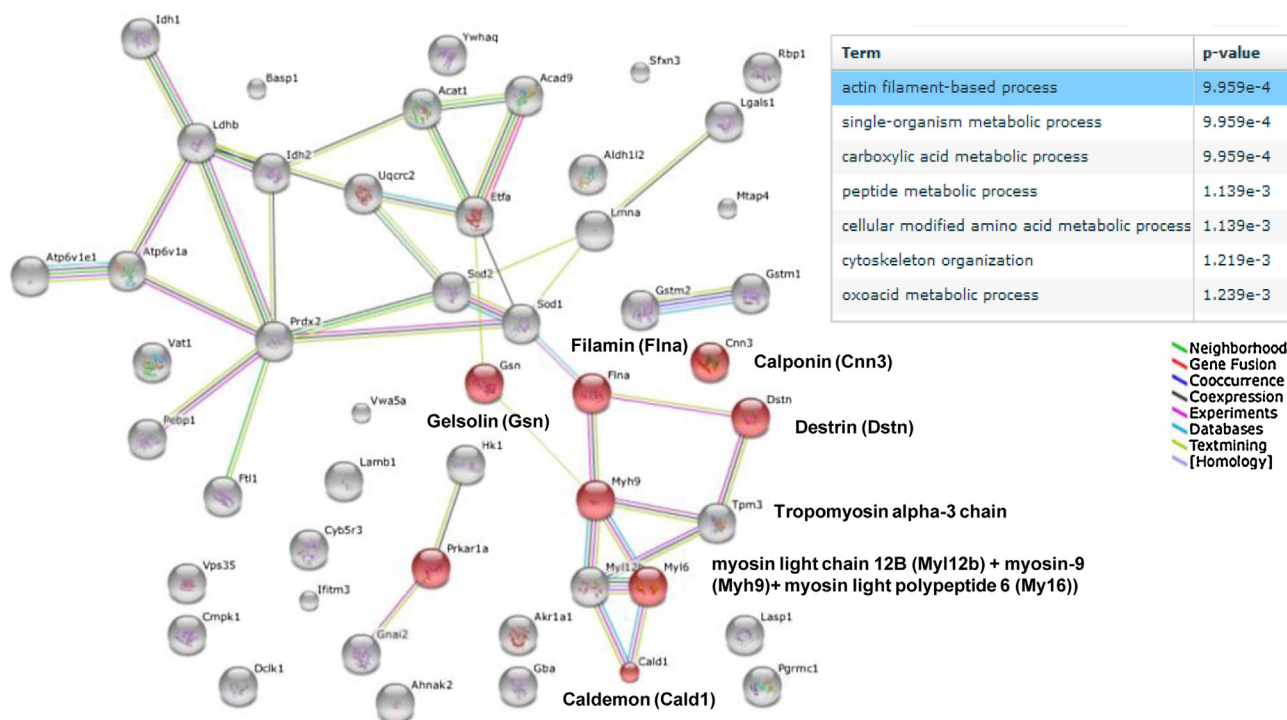 Idh1
Ywhaq
Sfxn3
Rbp1
Basp1
Acat1
Acad9
Lgals1
Ldhb
Idh2
Uqcrc2
Etfa
Aldh1l2
Lmna
Mtap4
Atp6v1e1
Atp6v1a
Sod2
Sod1
Gstm2
Gstm1
Prdx2
Vat1
Filamin (Flna)
Cnn3
Calponin (Cnn3)
Gsn
Flna
Dstn
Pebp1
Vwa5a
Gelsolin (Gsn)
Destrin (Dstn)
Ftl1
Lamb1
Hk1
Myh9
Tpm3
Tropomyosin alpha-3 chain
Cyb5r3
Prkar1a
Vps35
Ifitm3
Myl12b
Myl6
myosin light chain 12B (Myl12b) + myosin-9
(Myh9)+ myosin light polypeptide 6 (My16))
Cmpk1
Gnai2
Akr1a1
Lasp1
Dclk1
Ahnak2
Gba
Cald1
Pgrmc1
Caldemon (Cald1)
Term p-value
actin filament-based process 9.959e-4
single-organism metabolic process 9.959e-4
carboxylic acid metabolic process 9.959e-4
peptide metabolic process 1.139e-3
cellular modified amino acid metabolic process 1.139e-3
cytoskeleton organization 1.219e-3
oxoacid metabolic process 1.239e-3
Neighborhood
Gene Fusion
Cooccurrence
Coexpression
Experiments
Databases
Textmining
[Homology]